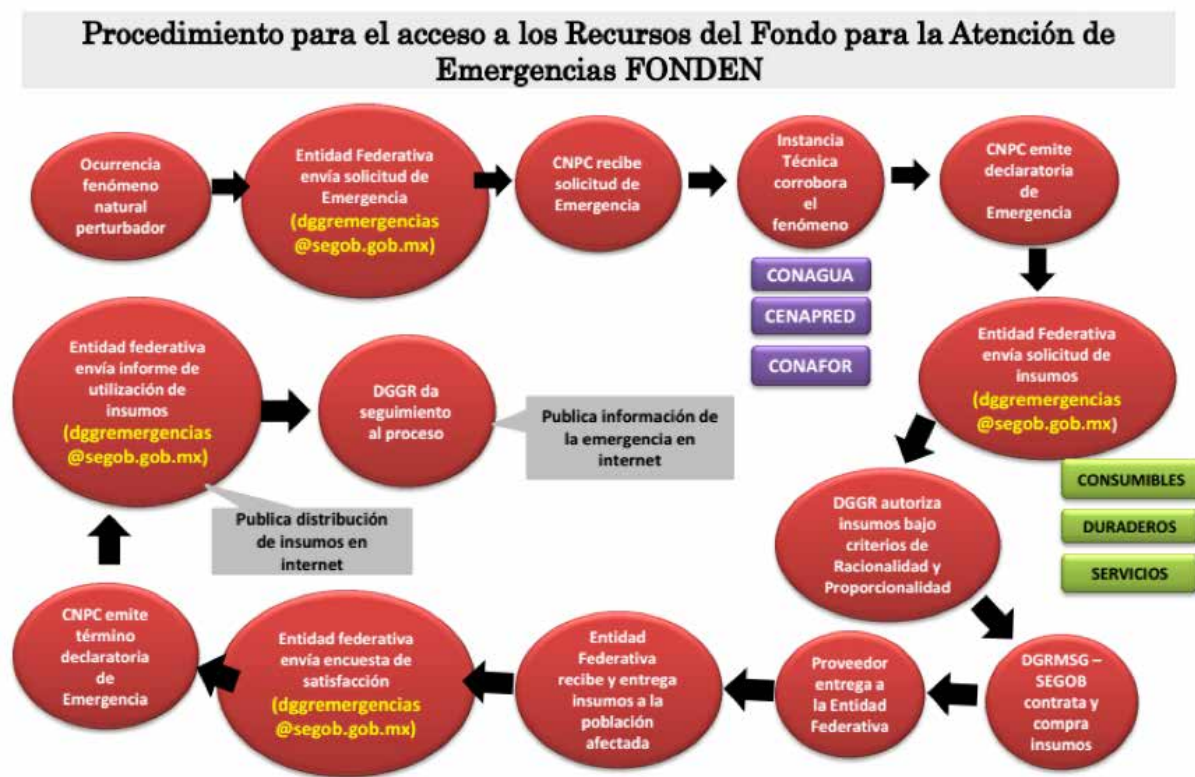 Procedimiento para el acceso a los Recursos del Fondo para la Atención de
Emergencias FONDEN
Ocurrencia
fenómeno
natural
perturbador
Entidad Federativa
envía solicitud de
Emergencia
(dggremergencias
@segob.gob.mx)
CNPC recibe
solicitud de
Emergencia
Instancia
Técnica
corrobora
el
fenómeno
CONAGUA
CENAPRED
CONAFOR
CNPC emite
declaratoria
de
Emergencia
Entidad Federativa
envía solicitud de
insumos
(dggremergencias
@segob.gob.mx)
CONSUMIBLES
DURADEROS
SERVICIOS
DGGR autoriza
insumos bajo
criterios de
Racionalidad y
Proporcionalidad
DGRMSG –
SEGOB
contrata y
compra
insumos
Proveedor
entrega a
la Entidad
Federativa
Entidad
Federativa
recibe y entrega
insumos a la
población
afectada
Entidad federativa
envía encuesta de
satisfacción
(dggremergencias
@segob.gob.mx)
CNPC emite
término
declaratoria
de
Emergencia
Entidad federativa
envía informe de
utilización de
insumos
(dggremergencias
@segob.gob.mx)
Publica distribución
de insumos en
internet
DGGR da
seguimiento
al proceso
Publica información de
la emergencia en
internet